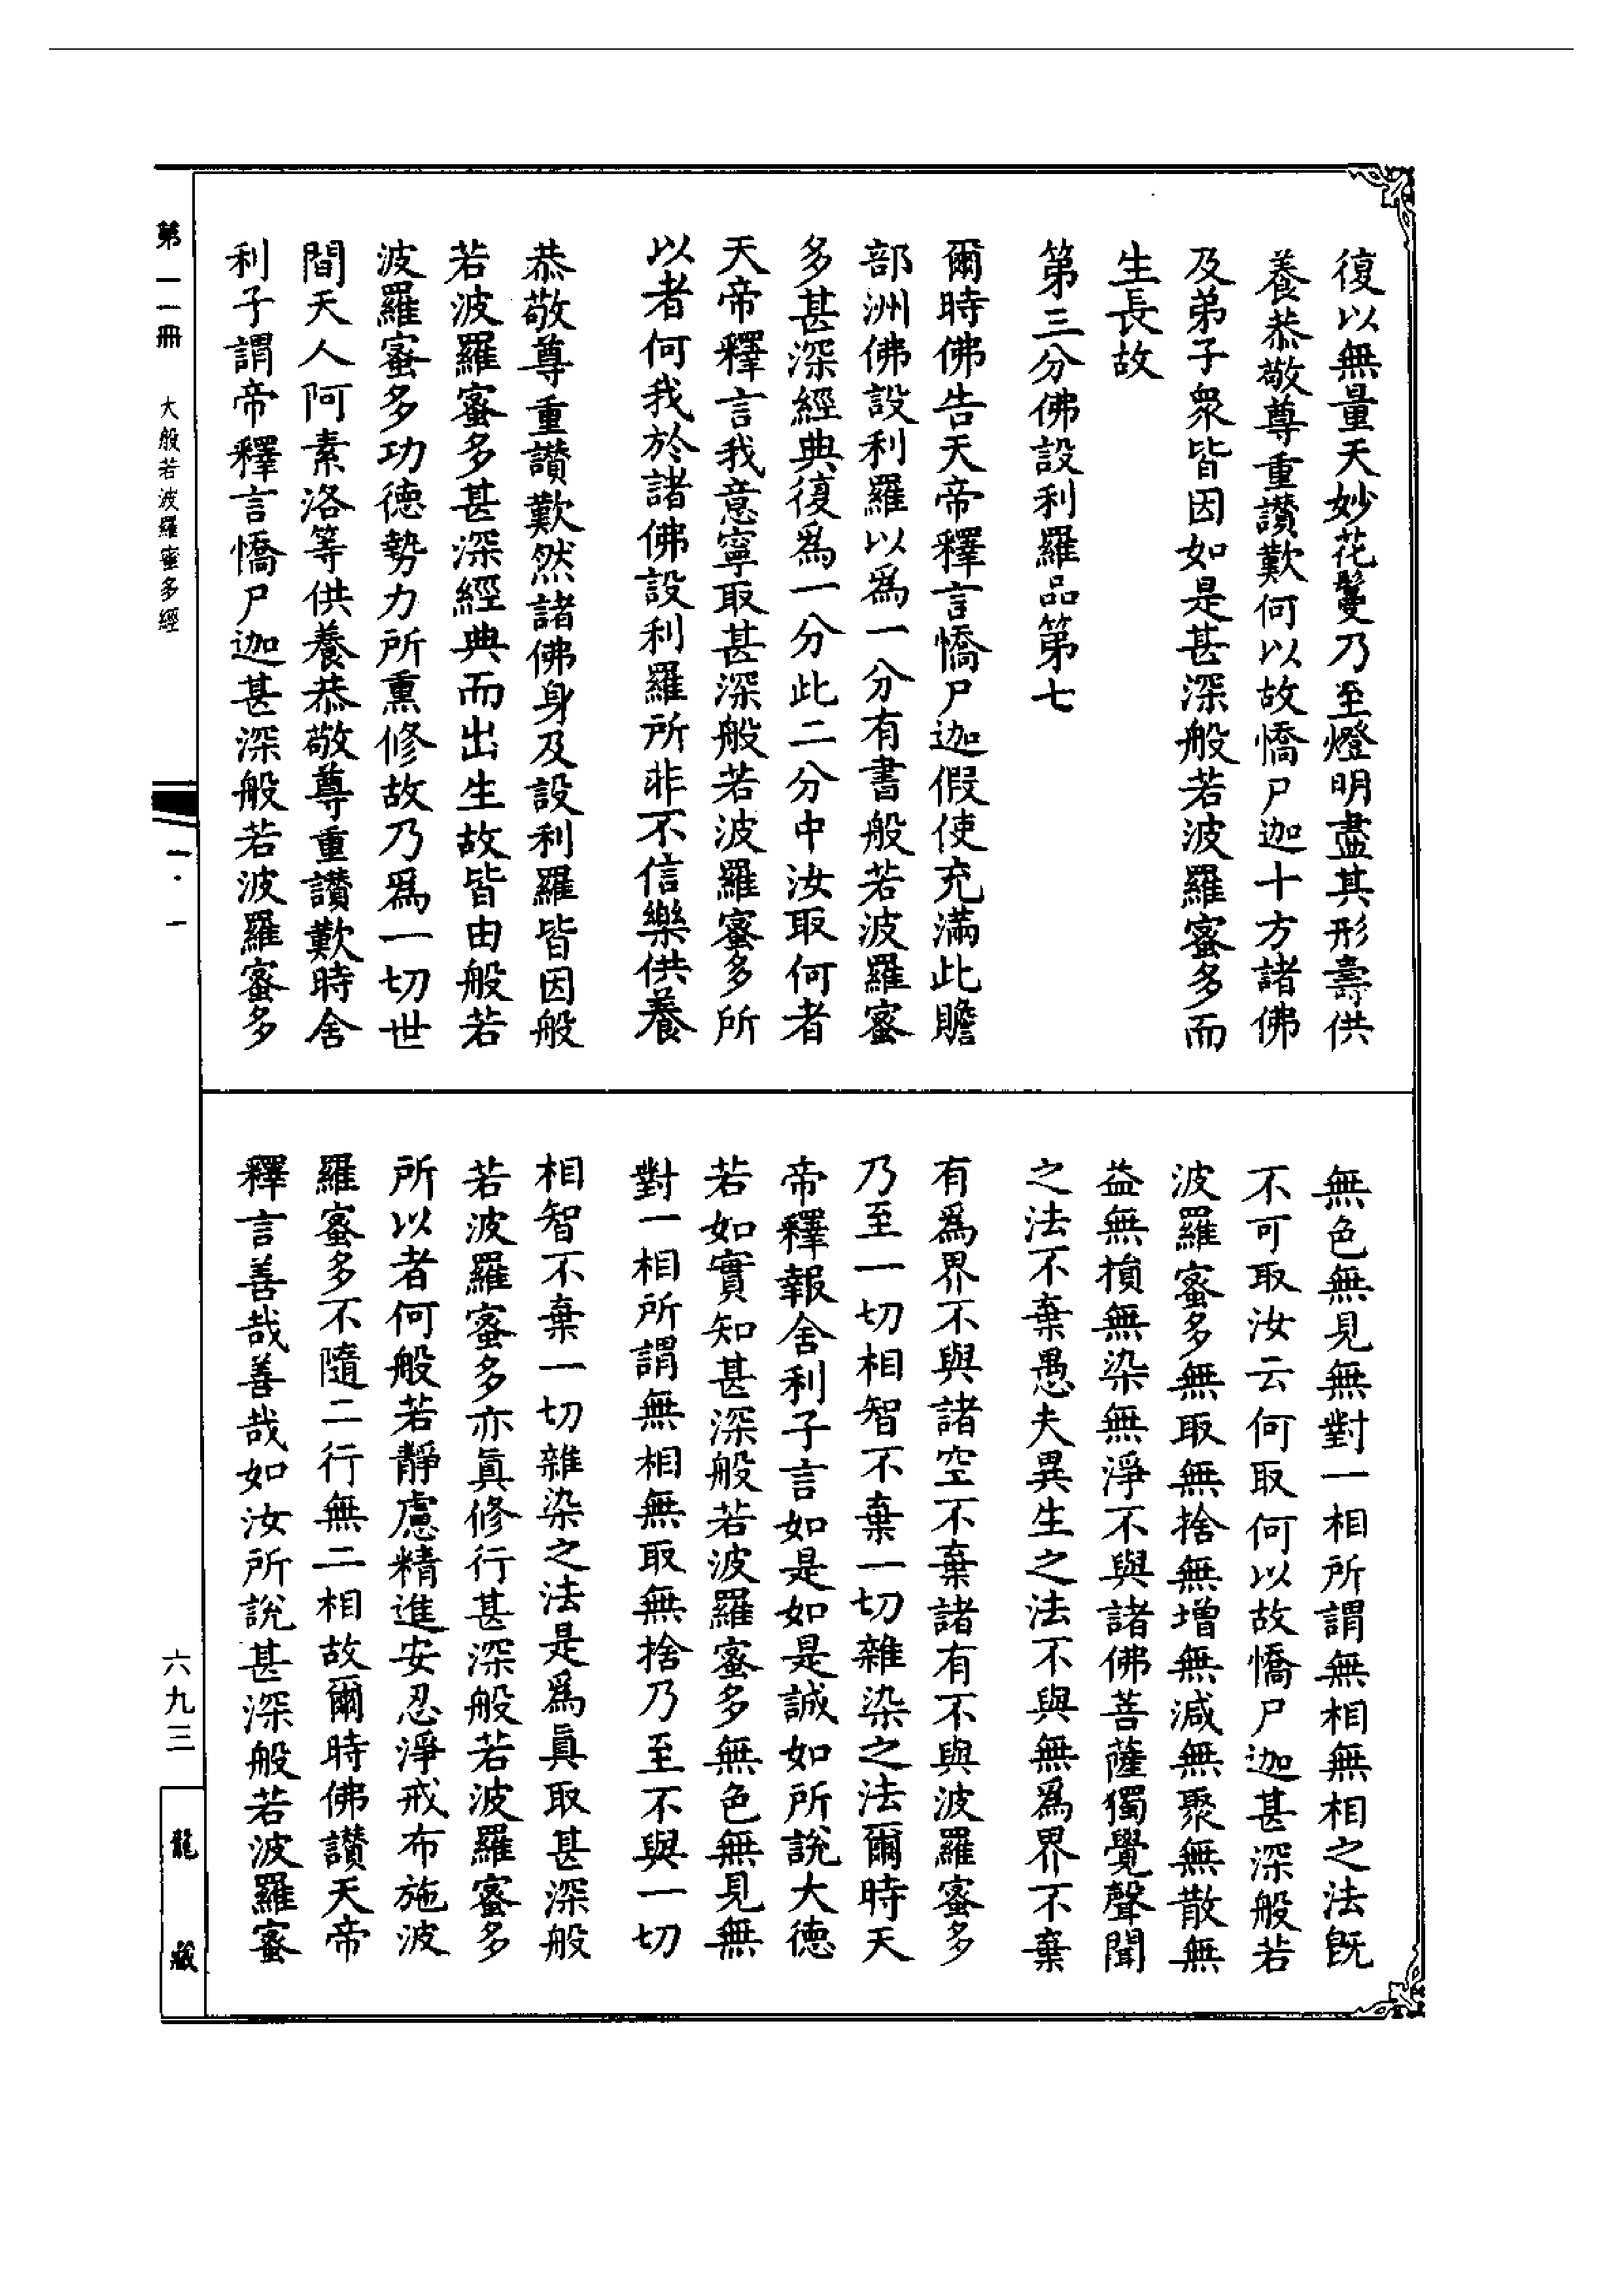 復以無量天妙花鬘乃至燈明盡其形壽供
養恭敬尊重讚歎何以故憍尸迦十方諸佛
及弟子眾皆因如是甚深般若波羅蜜多而
生長故
第三分佛設利羅品第七
爾時佛告天帝釋言憍尸迦假使充滿此贍
部洲佛設利羅以爲一分有書般若波羅蜜
多甚深經典復爲一分此二分中汝取何者
天帝釋言我意寧取甚深般若波羅蜜多所
以者何我於諸佛設利羅所非不信樂供養
恭敬尊重讚歎然諸佛身及設利羅皆因般
若波羅蜜多甚深經典而出生故皆由般若
波羅蜜多功德勢力所熏修故乃爲一切世
間天人阿素洛等供養恭敬尊重讚歎時舍
利子謂帝釋言憍尸迦甚深般若波羅蜜多
無色無見無對一相所謂無相無相之法既
不可取汝云何取何以故憍尸迦甚深般若
波羅蜜多無取無捨無增無減無聚無散無
益無損無染無淨不與諸佛菩薩獨覺聲聞
之法不棄愚夫異生之法不與無爲界不棄
有爲界不與諸空不棄諸有不與波羅蜜多
乃至一切相智不棄一切雜染之法爾時天
帝釋報舍利子言如是如是誠如所說大德
若如實知甚深般若波羅蜜多無色無見無
對一相所謂無相無取無捨乃至不與一切
相智不棄一切雜染之法是爲眞取甚深般
若波羅蜜多亦眞修行甚深般若波羅蜜多
所以者何般若靜慮精進安忍淨戒布施波
羅蜜多不隨二行無二相故爾時佛讚天帝
釋言善哉善哉如汝所說甚深般若波羅蜜
第一一冊 大般若波羅蜜多經
一·一
六九三
龍藏